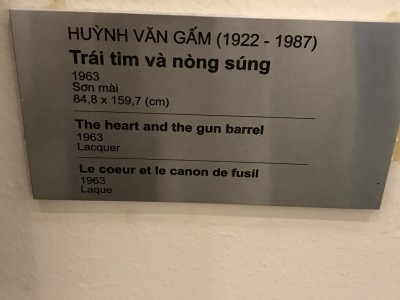 HUỲNH VĂN GẤM (1922 - 1987)
Trái tim và nòng súng
1963
Sơn mài
84,8 x 159,7 (cm)
The heart and the gun barrel
1963
Lacquer
Le coeur et le canon de fusil
1963
Laque